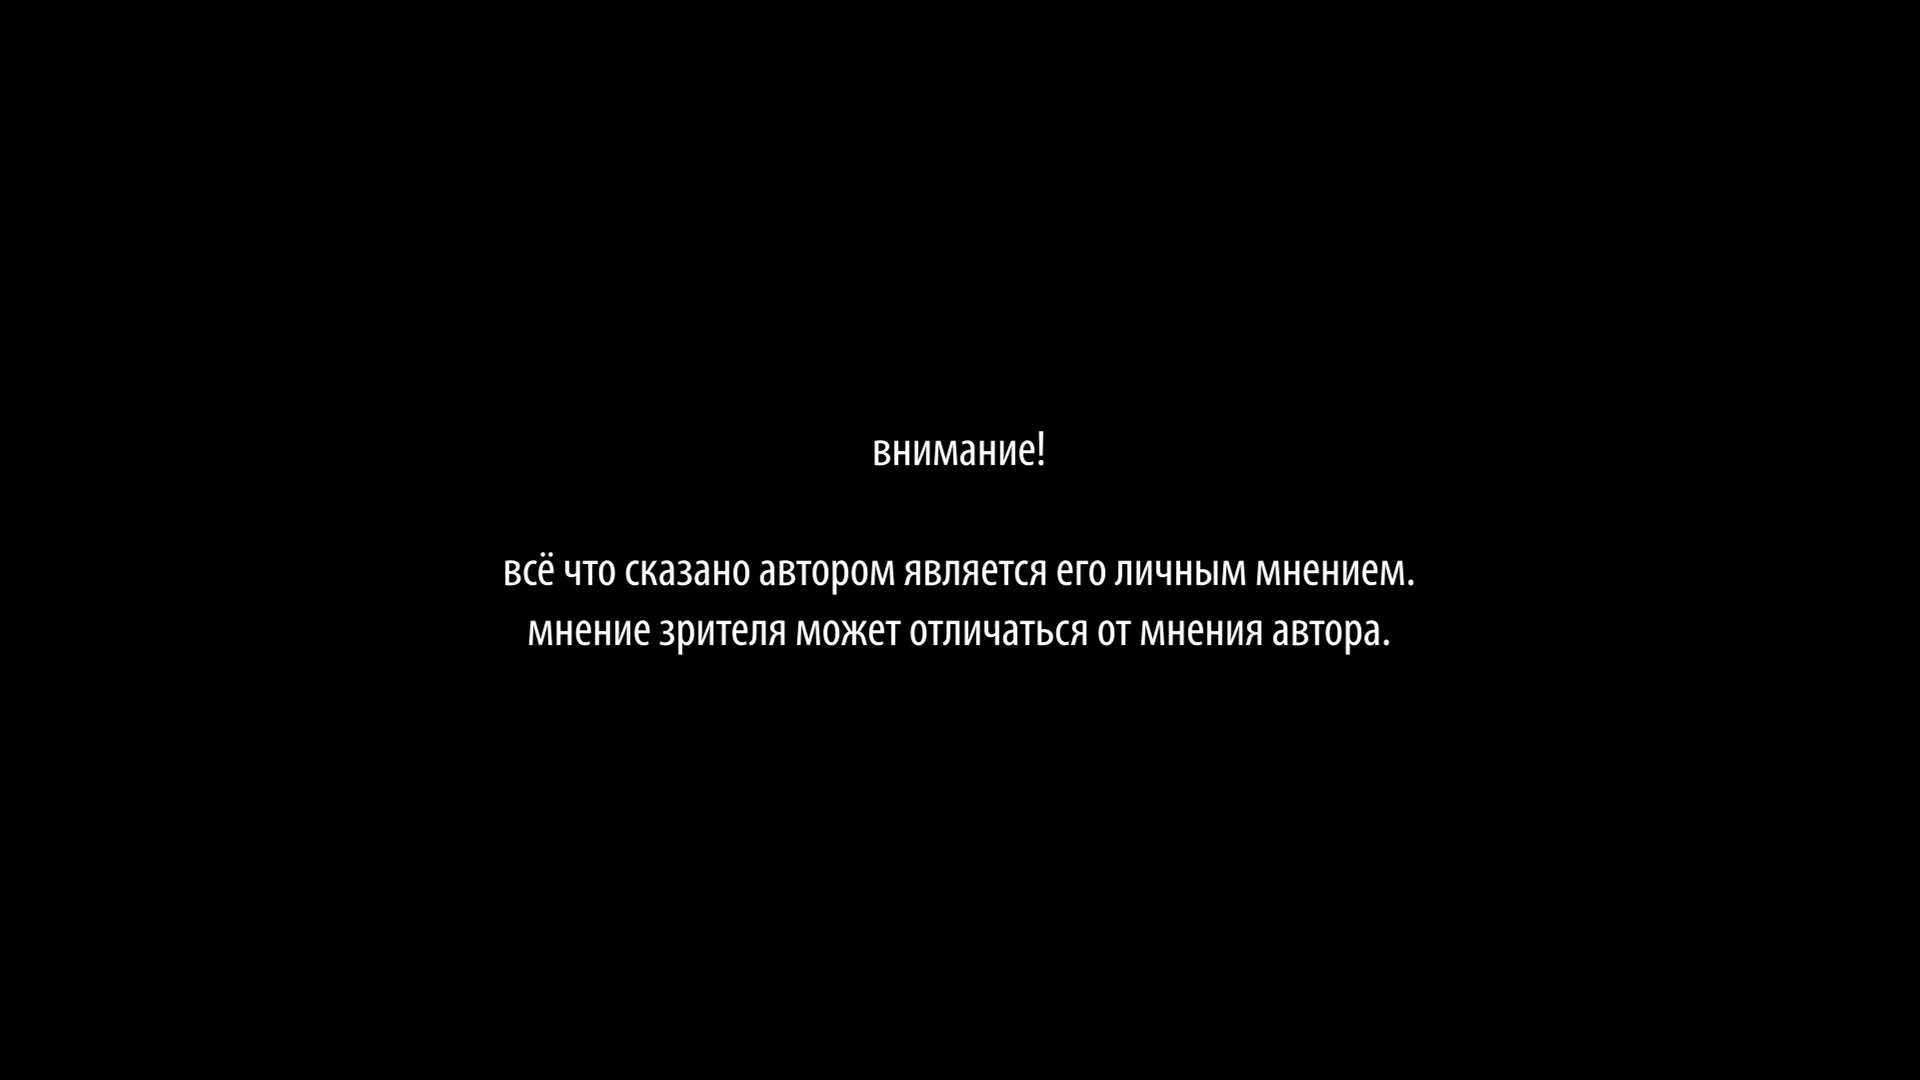 внимание!
всё что сказано автором является его личным мнением.
мнение зрителя может отличаться от мнения автора.